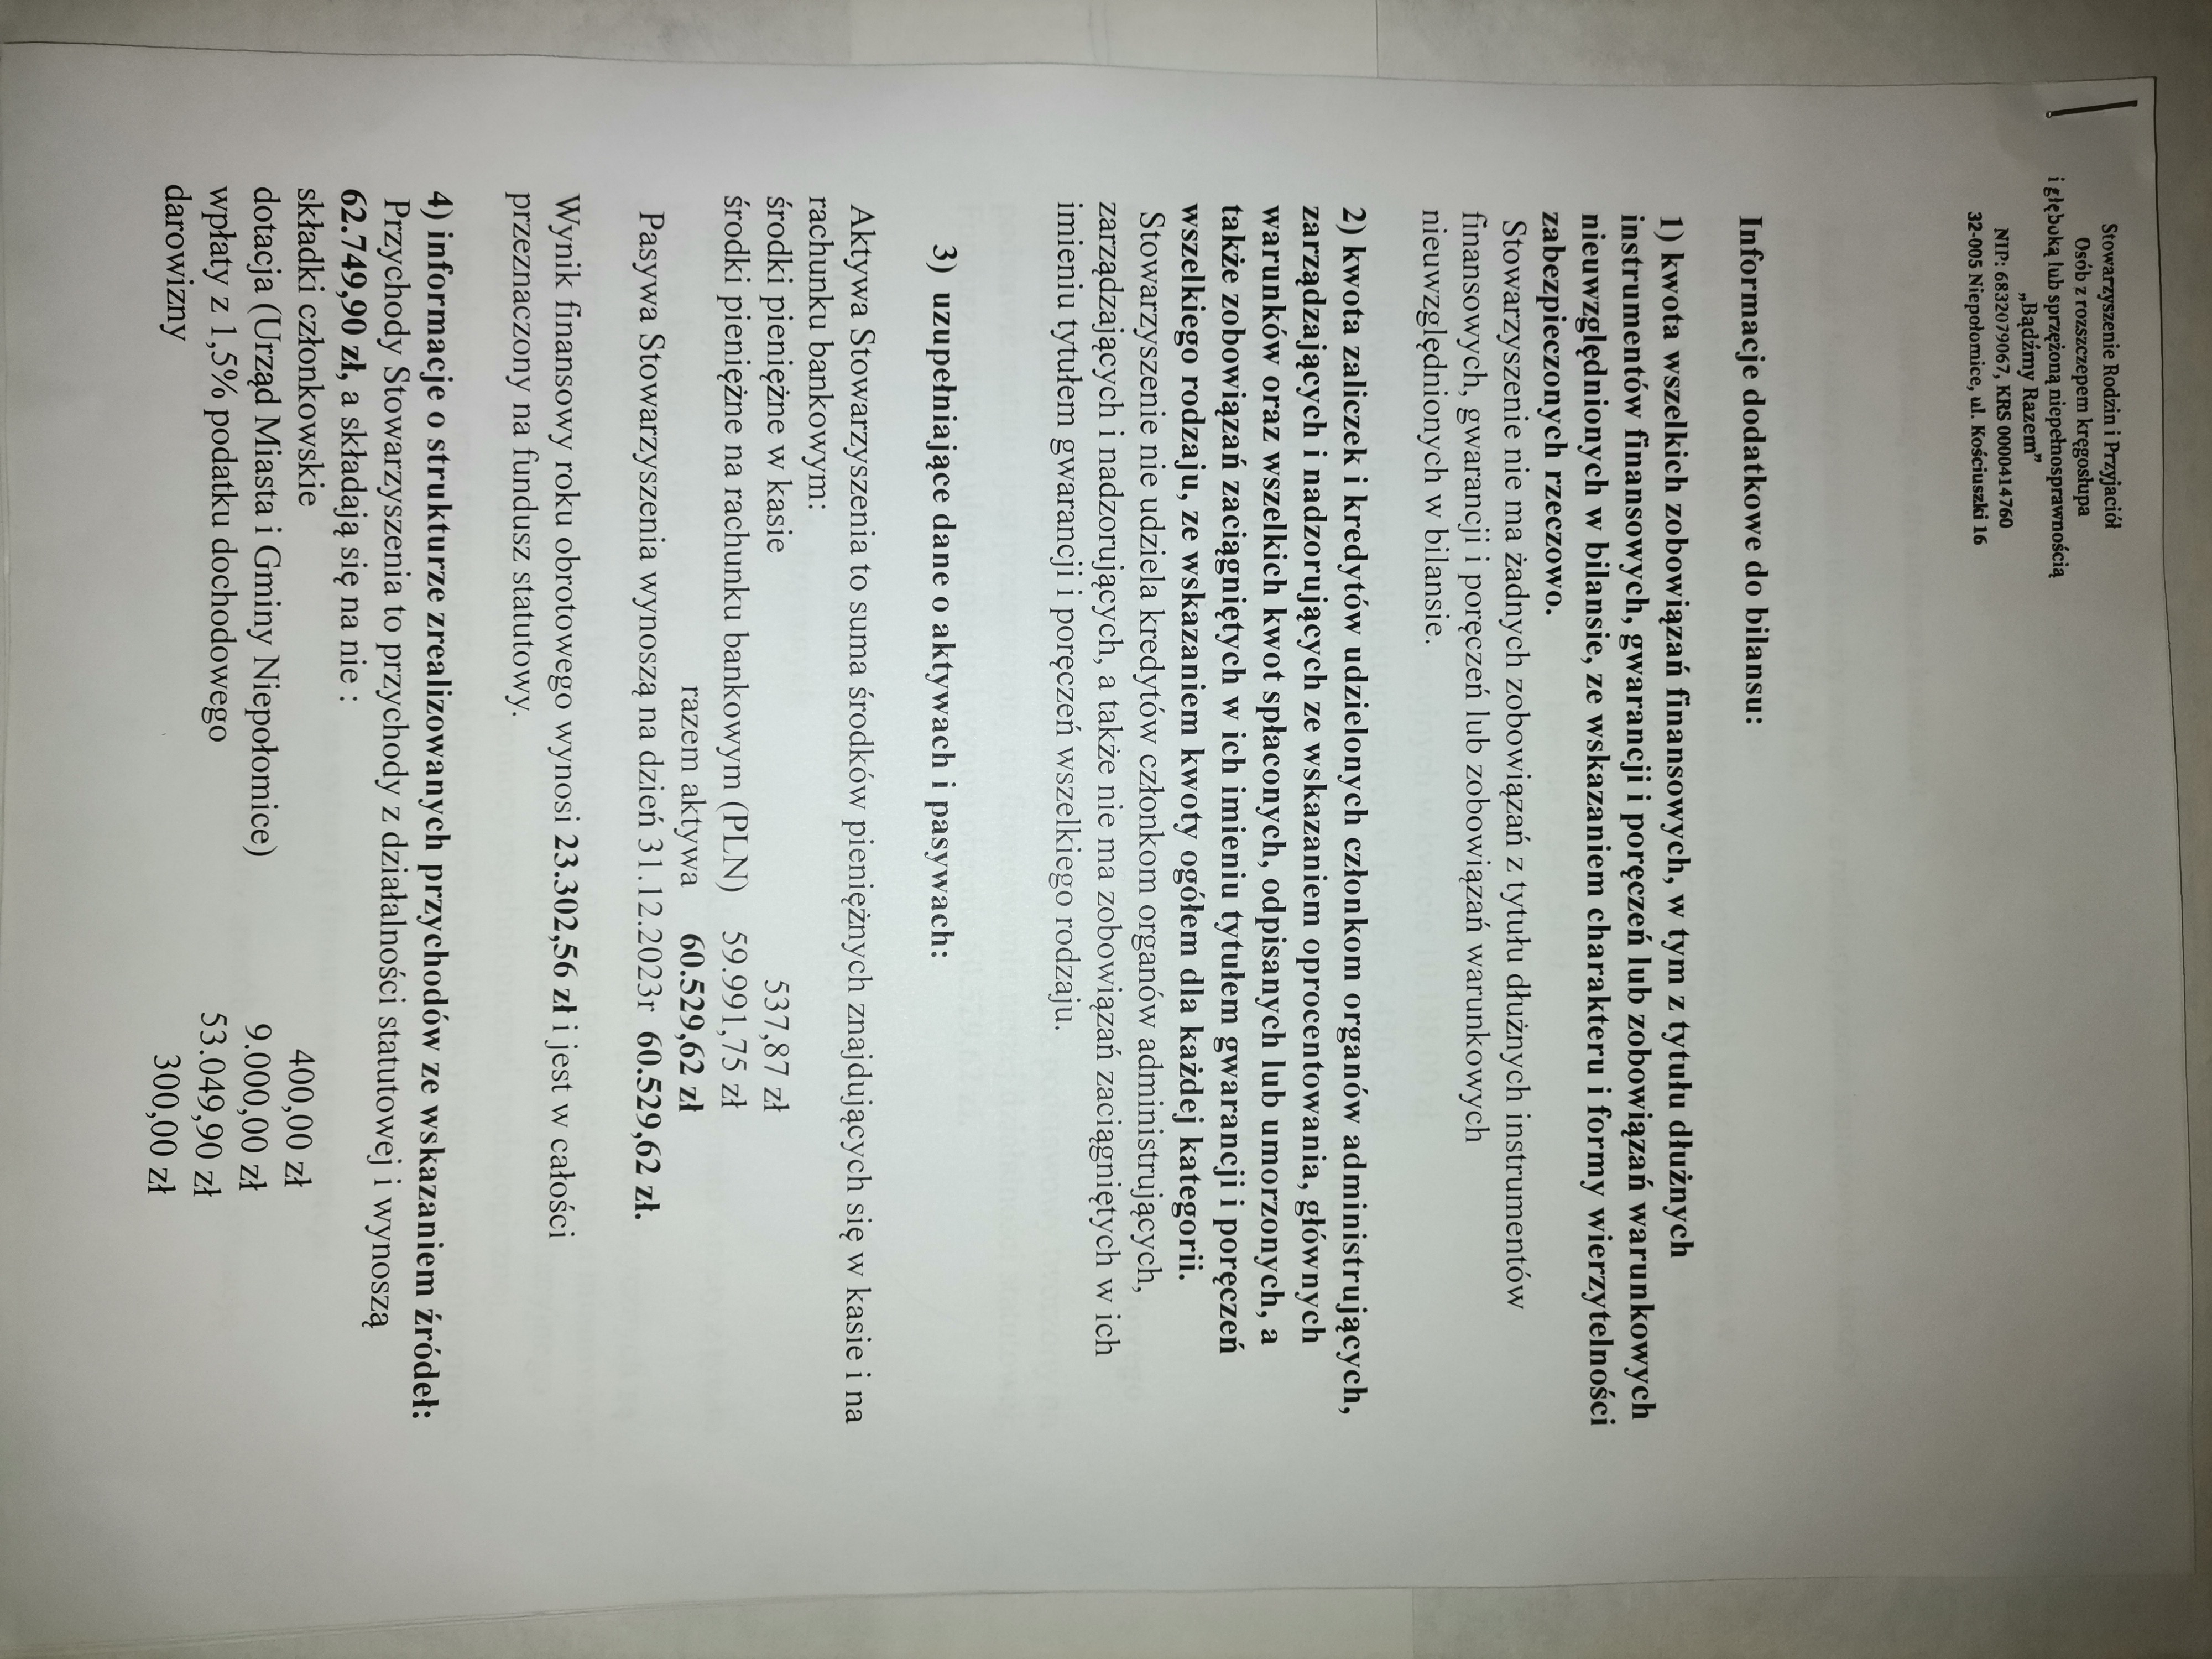 Stowarzyszenie Rodzin i Przyjaciół
Osób z rozszczepem kręgosłupa
i głęboką lub sprzężoną niepełnosprawnością
„Bądźmy Razem”
NIP: 6832079067, KRS 0000414760
32-005 Niepołomice, ul. Kościuszki 16
Informacje dodatkowe do bilansu:
1) kwota wszelkich zobowiązań finansowych, w tym z tytułu dłużnych
instrumentów finansowych, gwarancji i poręczeń lub zobowiązań warunkowych
nieuwzględnionych w bilansie, ze wskazaniem charakteru i formy wierzytelności
zabezpieczonych rzeczowo.
Stowarzyszenie nie ma żadnych zobowiązań z tytułu dłużnych instrumentów
finansowych, gwarancji i poręczeń lub zobowiązań warunkowych
nieuwzględnionych w bilansie.
2) kwota zaliczek i kredytów udzielonych członkom organów administrujących,
zarządzających i nadzorujących ze wskazaniem oprocentowania, głównych
warunków oraz wszelkich kwot spłaconych, odpisanych lub umorzonych, a
także zobowiązań zaciągniętych w ich imieniu tytułem gwarancji i poręczeń
wszelkiego rodzaju, ze wskazaniem kwoty ogółem dla każdej kategorii.
Stowarzyszenie nie udziela kredytów członkom organów administrujących,
zarządzających i nadzorujących, a także nie ma zobowiązań zaciągniętych w ich
imieniu tytułem gwarancji i poręczeń wszelkiego rodzaju.
3) uzupełniające dane o aktywach i pasywach:
Aktywa Stowarzyszenia to suma środków pieniężnych znajdujących się w kasie i na
rachunku bankowym:
środki pieniężne w kasie 537,87 zł
środki pieniężne na rachunku bankowym (PLN) 59.991,75 zł
razem aktywa 60.529,62 zł
Pasywa Stowarzyszenia wynoszą na dzień 31.12.2023r 60.529,62 zł.
Wynik finansowy roku obrotowego wynosi 23.302,56 zł i jest w całości
przeznaczony na fundusz statutowy.
4) informacje o strukturze zrealizowanych przychodów ze wskazaniem źródeł:
Przychody Stowarzyszenia to przychody z działalności statutowej i wynoszą
62.749,90 zł, a składają się na nie :
składki członkowskie 400,00 zł
dotacja (Urząd Miasta i Gminy Niepołomice) 9.000,00 zł
wpłaty z 1,5% podatku dochodowego 53.049,90 zł
darowizny 300,00 zł